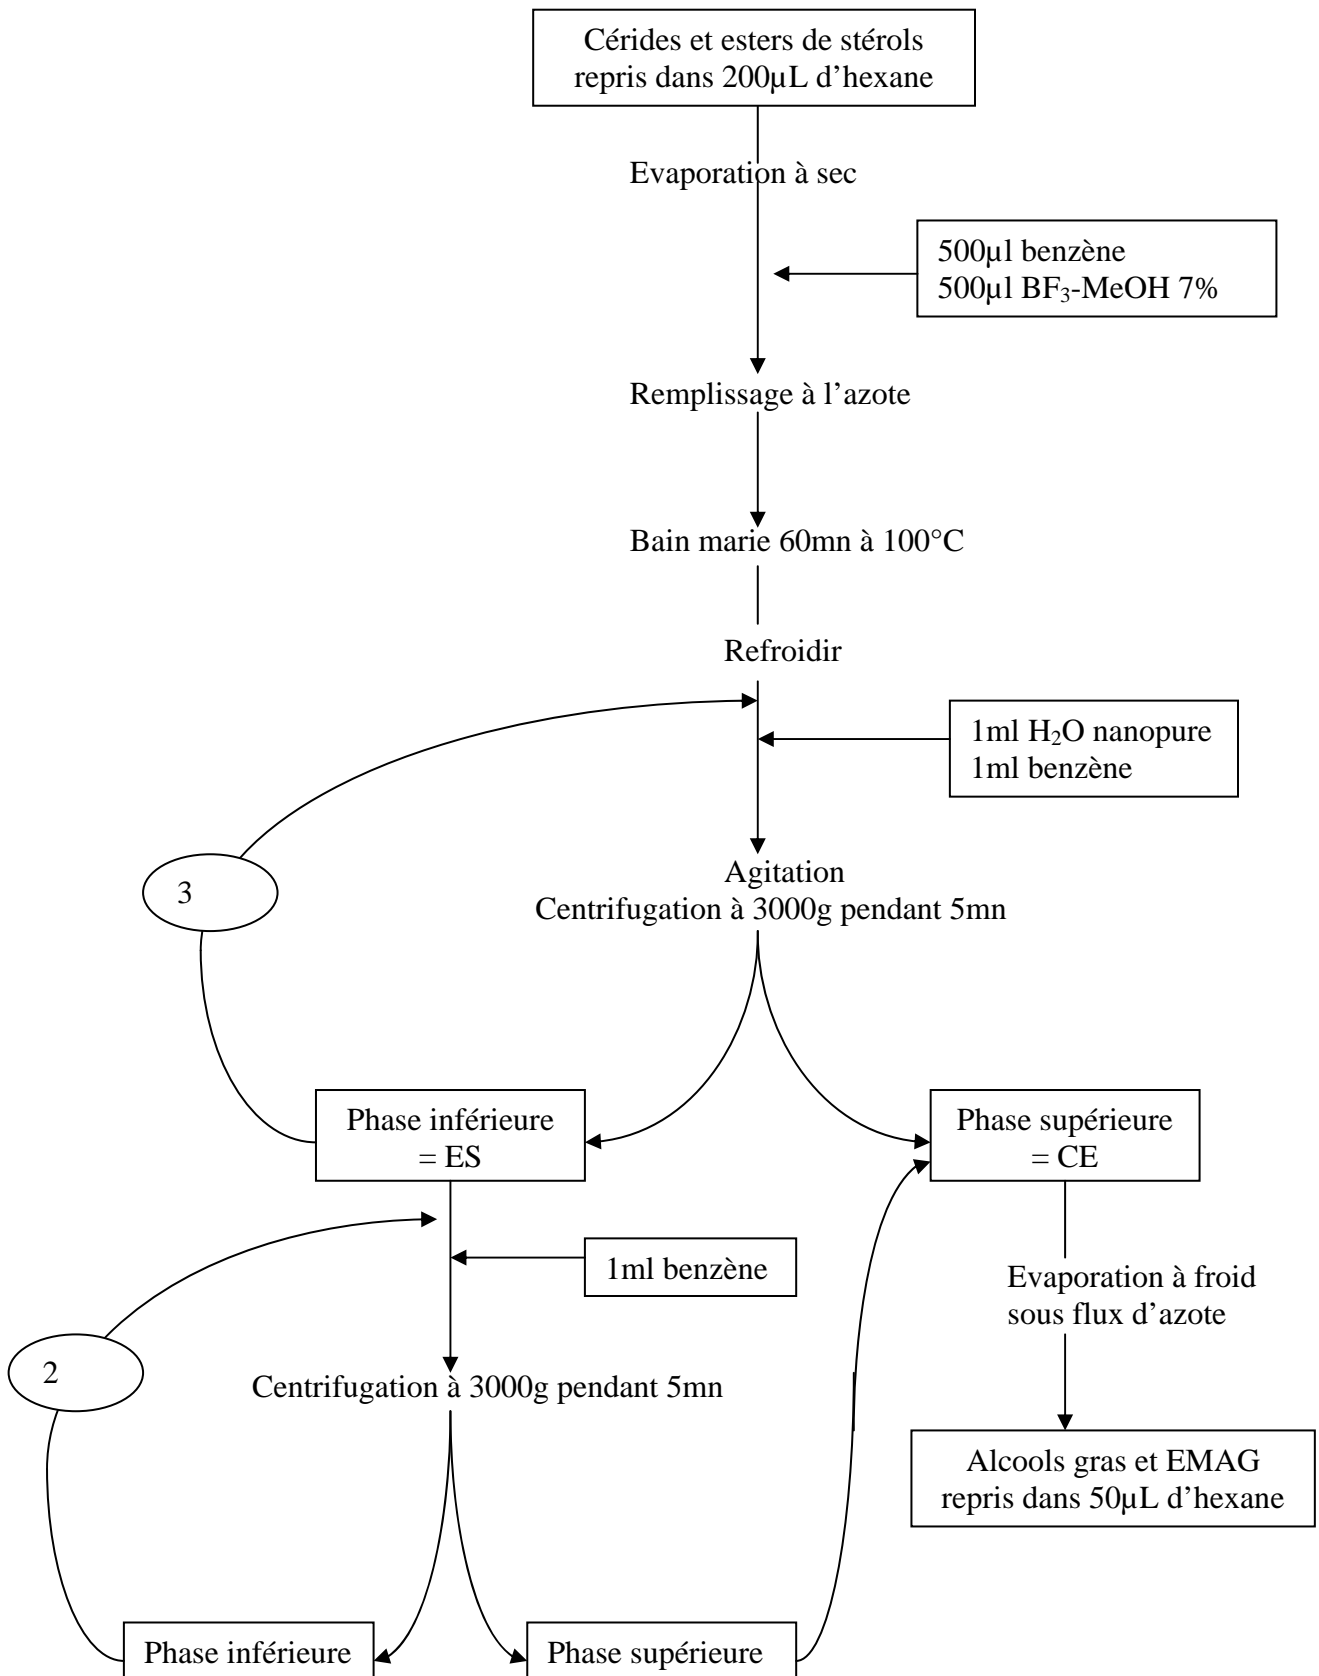 Cérides et esters de stérols
repris dans 200µL d’hexane
Evaporation à sec
500µl benzène
500µl BF₃-MeOH 7%
Remplissage à l’azote
Bain marie 60mn à 100°C
Refroidir
1ml H₂O nanopure
1ml benzène
3
Agitation
Centrifugation à 3000g pendant 5mn
Phase inférieure
= ES
Phase supérieure
= CE
1ml benzène
Evaporation à froid
sous flux d’azote
2
Centrifugation à 3000g pendant 5mn
Alcools gras et EMAG
repris dans 50µL d’hexane
Phase inférieure
Phase supérieure